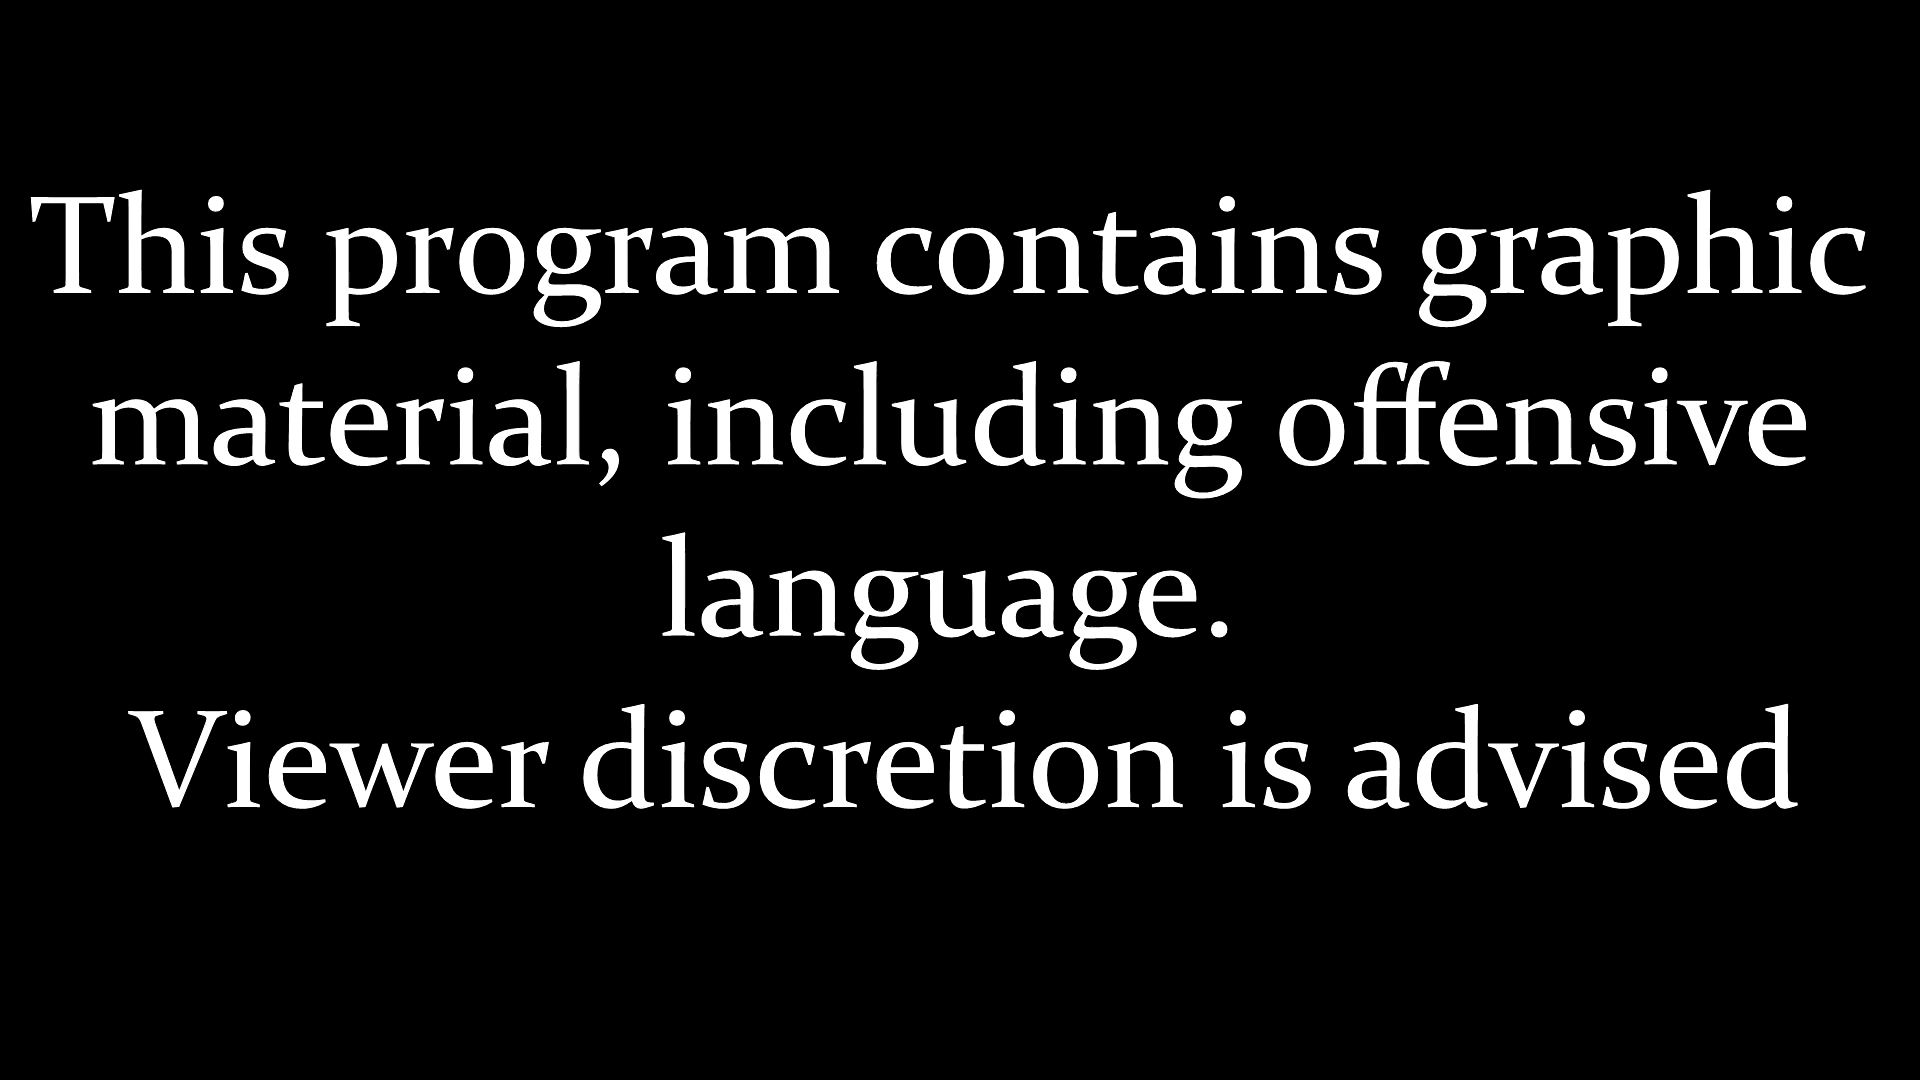 This program contains graphic
material, including offensive
language.
Viewer discretion is advised